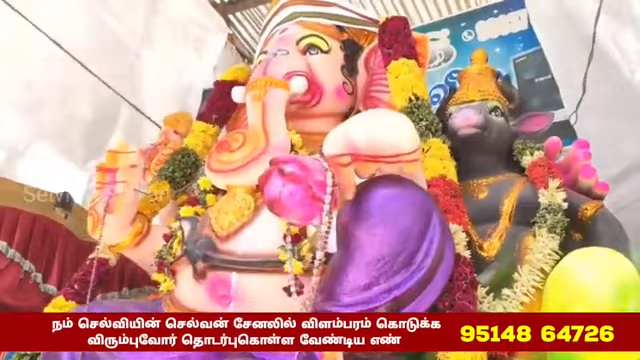 நம் செல்வியின் செல்வன் சேனலில் விளம்பரம் கொடுக்க
விரும்புவோர் தொடர்புகொள்ள வேண்டிய எண்
95148 64726